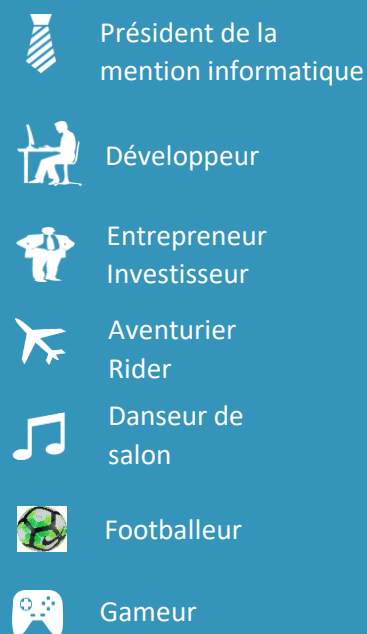 Président de la
mention informatique
Développeur
Entrepreneur
Investisseur
Aventurier
Rider
Danseur de
salon
Footballeur
Gameur